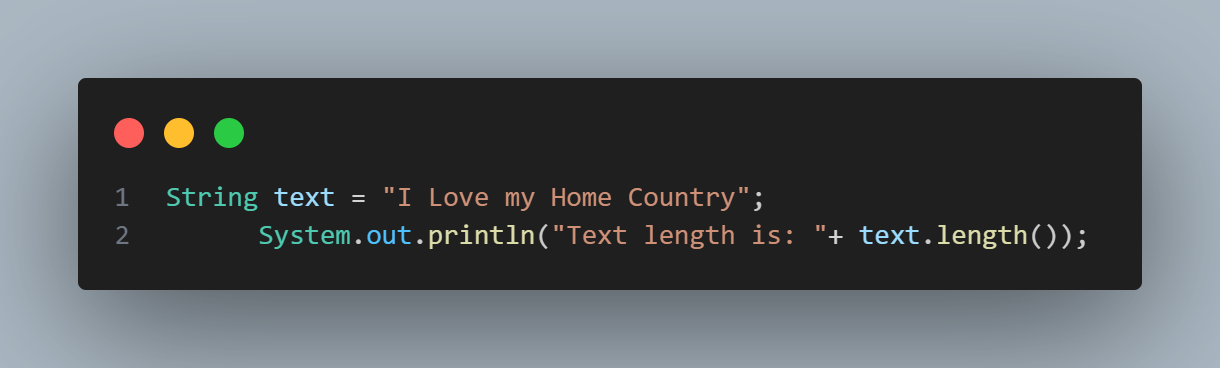 1 String text = "I Love my Home Country";
2 System.out.println("Text length is: "+ text.length());